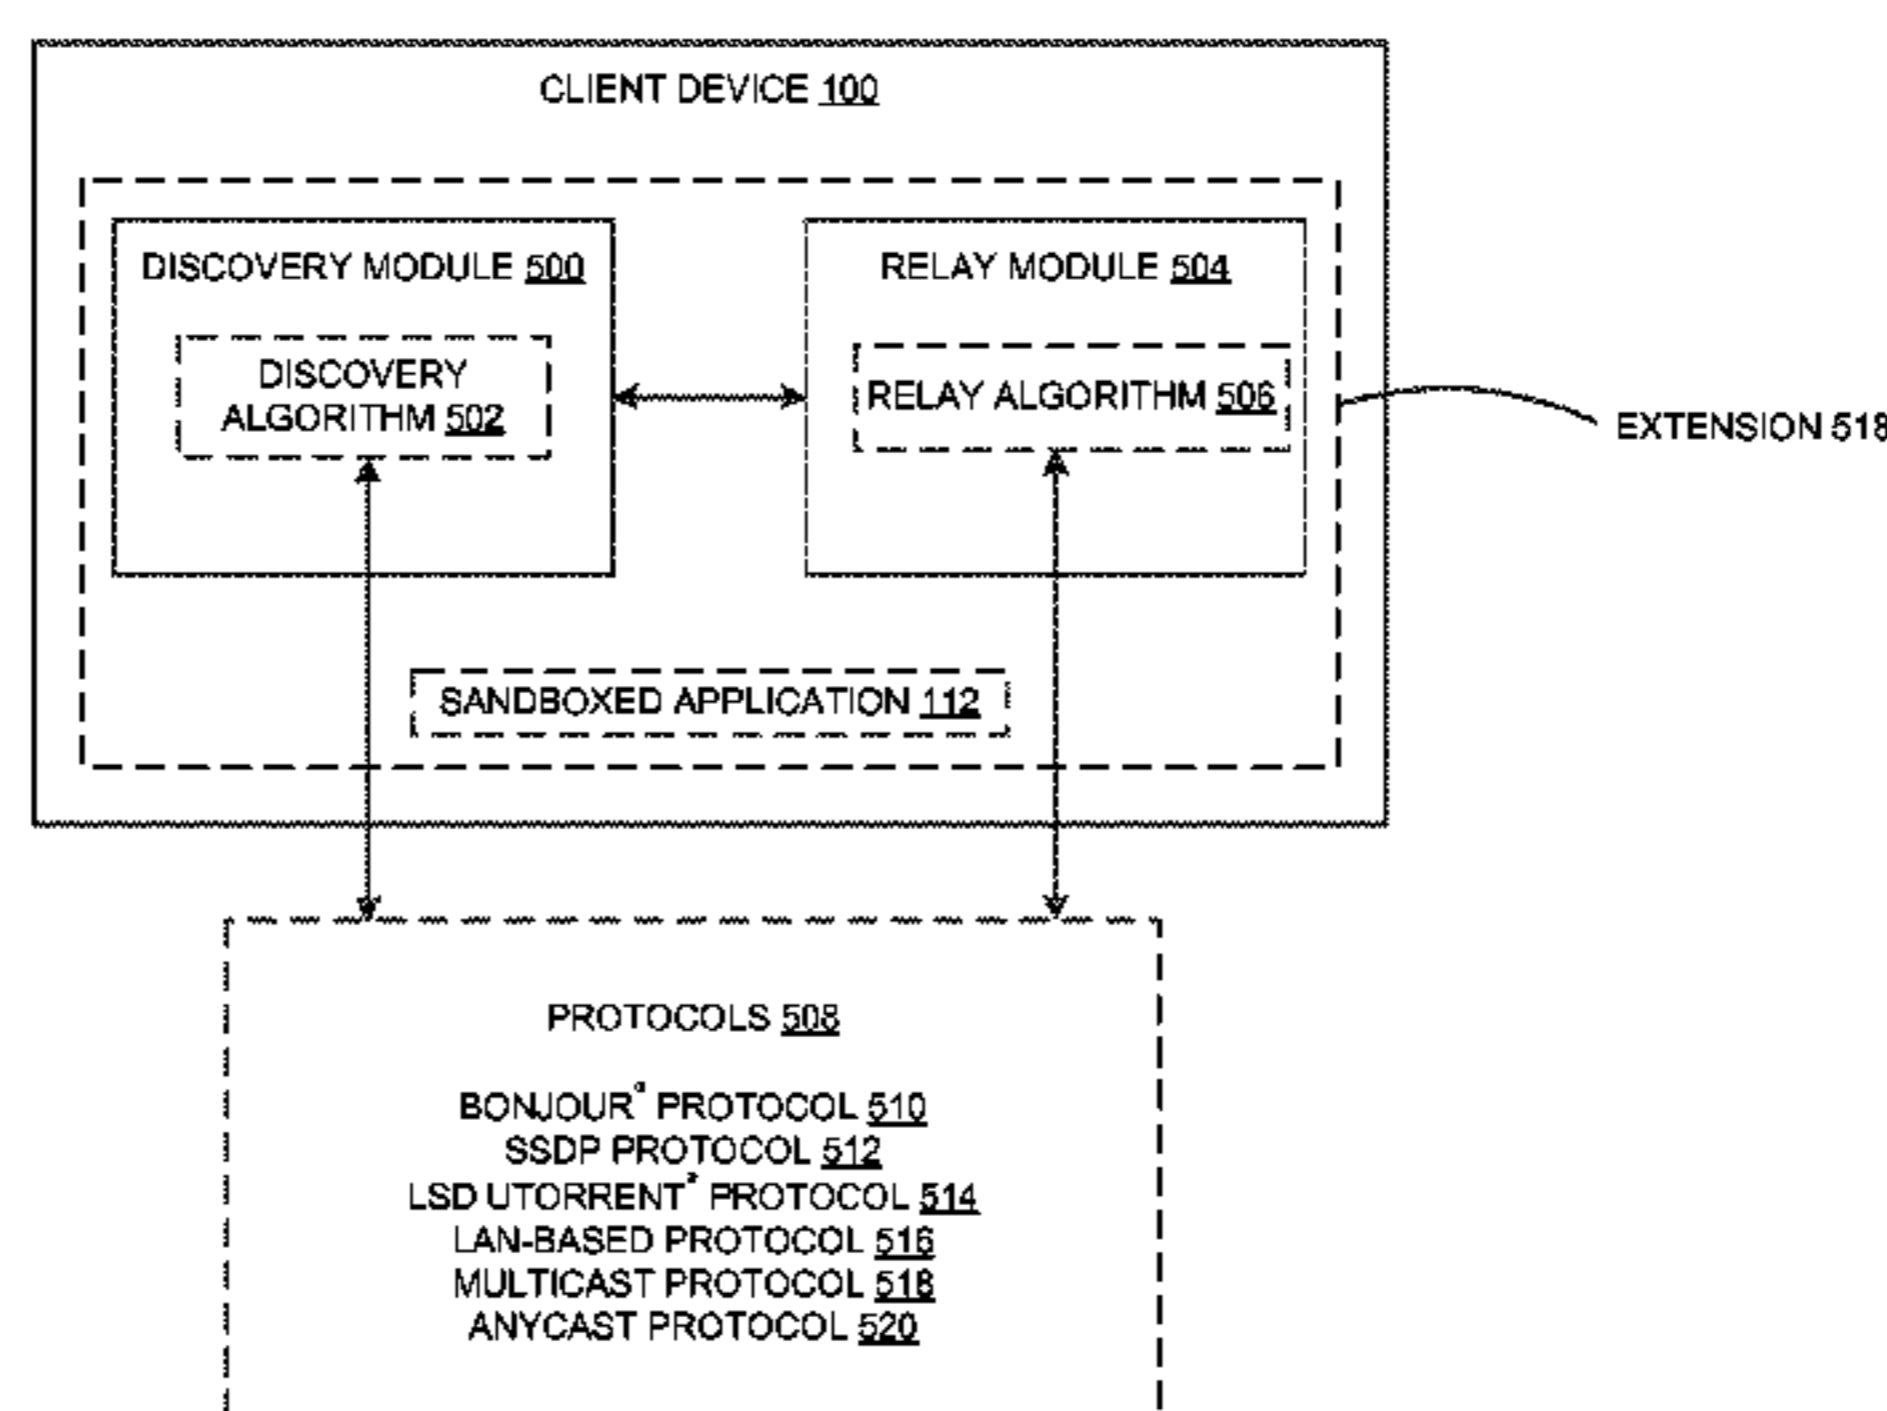 CLIENT DEVICE 100
DISCOVERY MODULE 500
RELAY MODULE 504
DISCOVERY
ALGORITHM 502
RELAY ALGORITHM 506
EXTENSION 518
SANDBOXED APPLICATION 112
PROTOCOLS 508
BONJOUR® PROTOCOL 510
SSDP PROTOCOL 512
LSD UTORRENT® PROTOCOL 514
LAN-BASED PROTOCOL 516
MULTICAST PROTOCOL 518
ANYCAST PROTOCOL 520